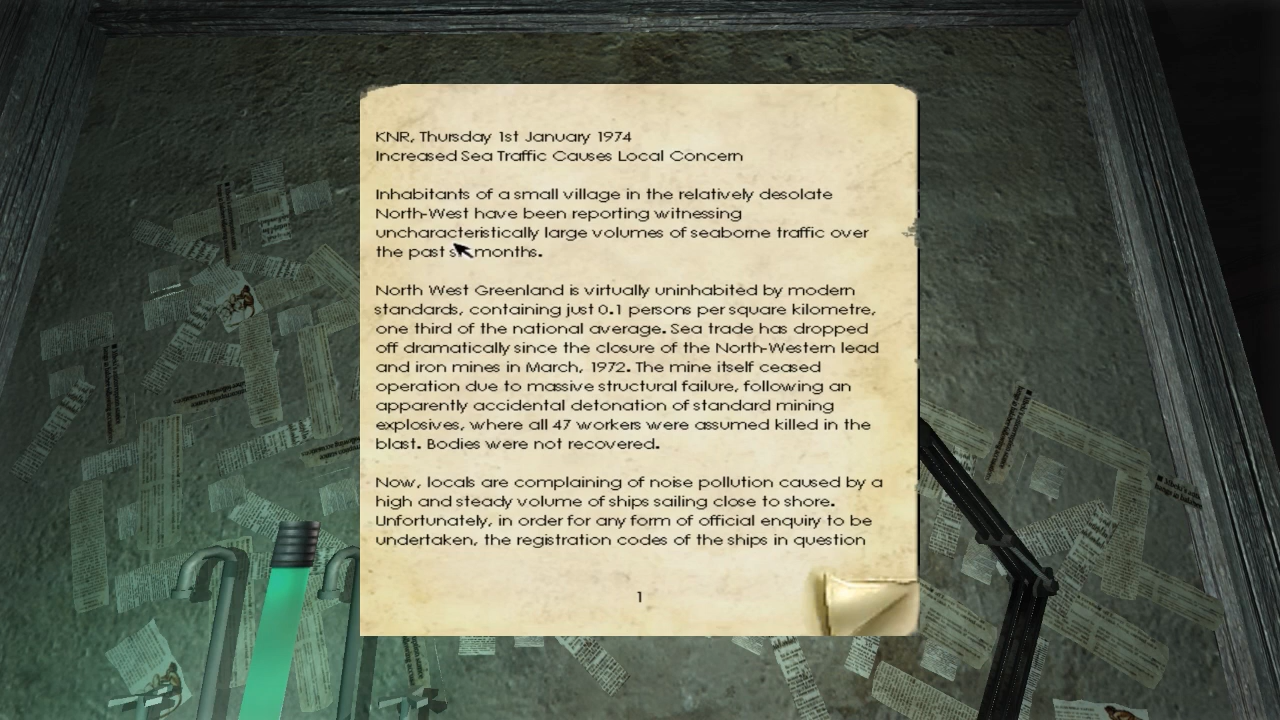 KNR, Thursday 1st January 1974
Increased Sea Traffic Causes Local Concern
Inhabitants of a small village in the relatively desolate
North-West have been reporting witnessing
uncharacteristically large volumes of seaborne traffic over
the past months.
North West Greenland is virtually uninhabited by modern
standards, containing just 0.1 persons per square kilometre,
one third of the national average. Sea trade has dropped
off dramatically since the closure of the North-Western lead
and iron mines in March, 1972. The mine itself ceased
operation due to massive structural failure, following an
apparently accidental detonation of standard mining
explosives, where all 47 workers were assumed killed in the
blast. Bodies were not recovered.
Now, locals are complaining of noise pollution caused by a
high and steady volume of ships sailing close to shore.
Unfortunately, in order for any form of official enquiry to be
undertaken, the registration codes of the ships in question
1